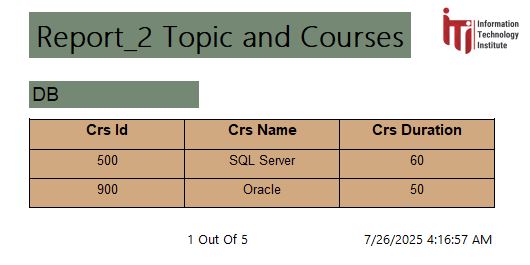 Report_2 Topic and Courses
iTi Information Technology Institute
DB
Crs Id Crs Name Crs Duration
500 SQL Server 60
900 Oracle 50
1 Out Of 5 7/26/2025 4:16:57 AM